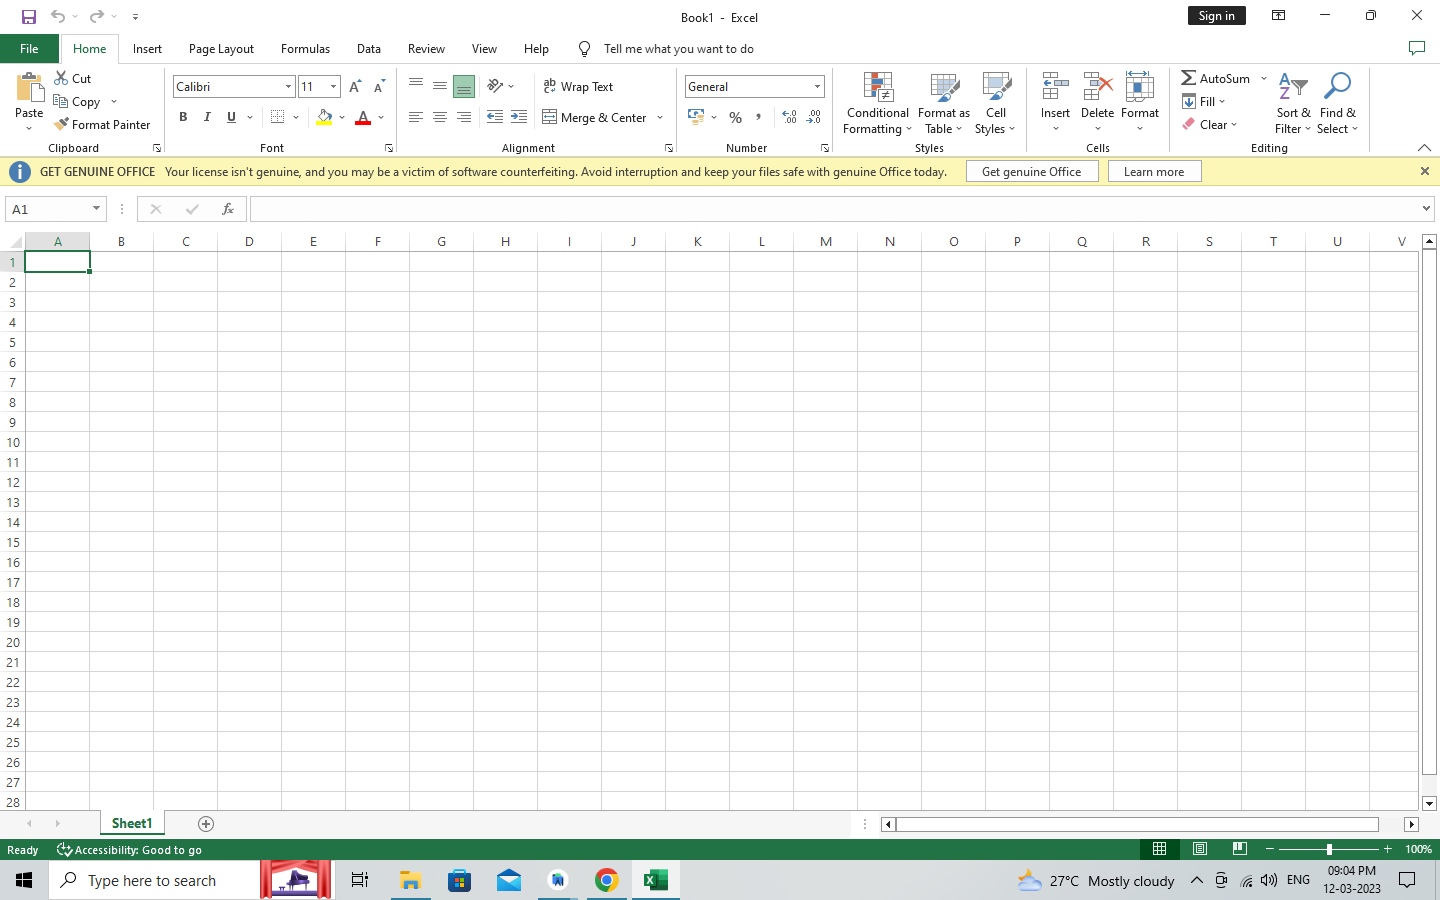 Book1 - Excel
Sign in
File Home Insert Page Layout Formulas Data Review View Help Tell me what you want to do
Paste
Cut
Copy
Format Painter
Clipboard
Calibri 11
A A
B I U A
Font
ab Wrap Text
Merge & Center
Alignment
General
% ,
Number
Conditional Formatting
Format as Table
Cell Styles
Styles
Insert Delete Format
Cells
AutoSum
Fill
Clear
Sort & Filter
Find & Select
Editing
GET GENUINE OFFICE Your license isn't genuine, and you may be a victim of software counterfeiting. Avoid interruption and keep your files safe with genuine Office today. Get genuine Office Learn more
A1 fx
A B C D E F G H I J K L M N O P Q R S T U V
1
2
3
4
5
6
7
8
9
10
11
12
13
14
15
16
17
18
19
20
21
22
23
24
25
26
27
28
Sheet1
Ready Accessibility: Good to go 100%
Type here to search
27°C Mostly cloudy ENG
09:04 PM
12-03-2023